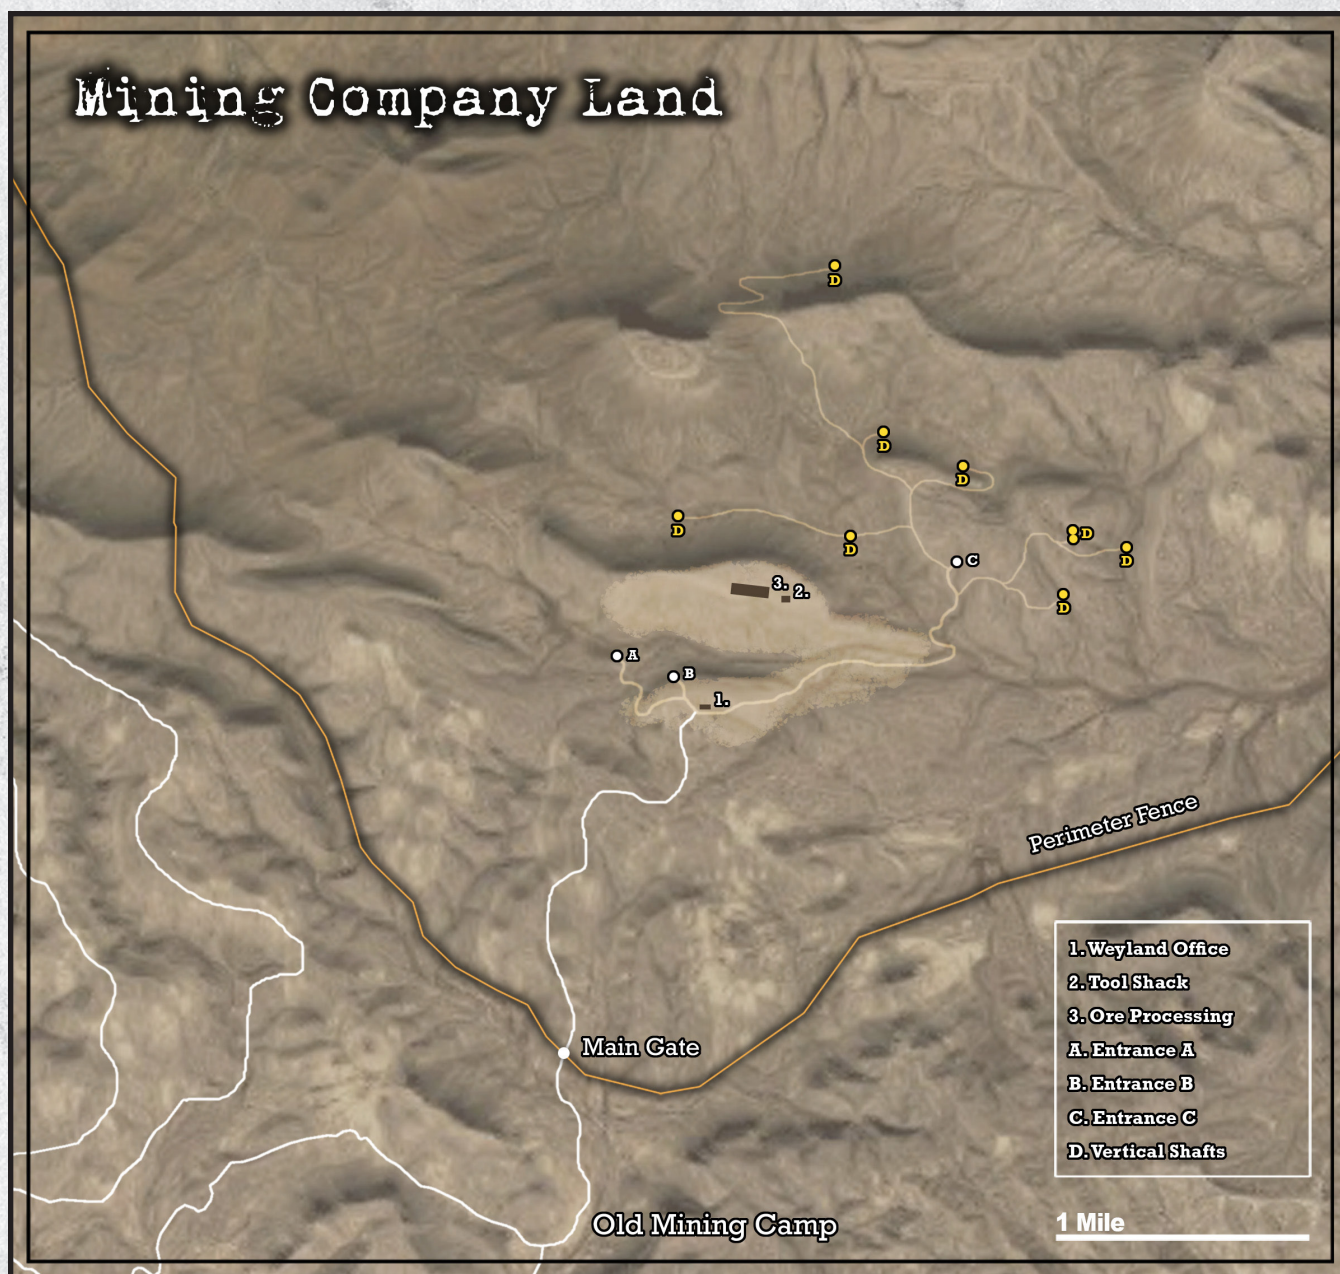 Mining Company Land
D
D
D
D
D
D
D
D
C
3.
2.
A
B
1.
Perimeter Fence
Main Gate
Old Mining Camp
1. Weyland Office
2. Tool Shack
3. Ore Processing
A. Entrance A
B. Entrance B
C. Entrance C
D. Vertical Shafts
1 Mile